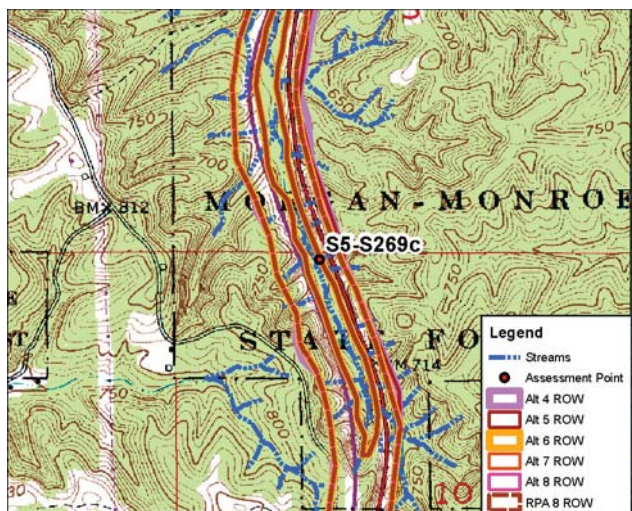 650
750
750
700
MORGAN-MONROE
BM X 812
S5-S269c
750
750
STATE FO
ST
M 714
800
10
Legend
Streams
Assessment Point
Alt 4 ROW
Alt 5 ROW
Alt 6 ROW
Alt 7 ROW
Alt 8 ROW
RPA 8 ROW